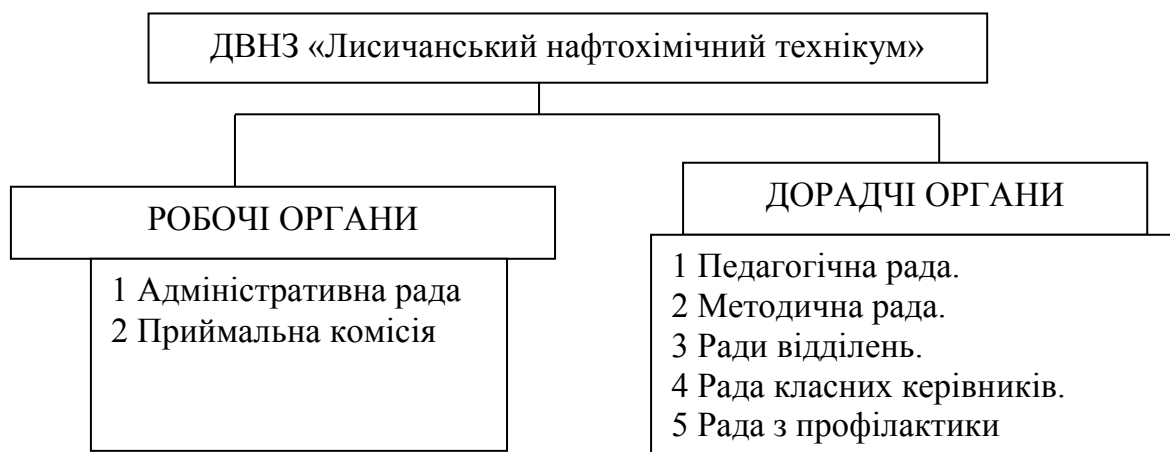 ДВНЗ «Лисичанський нафтохімічний технікум»
РОБОЧІ ОРГАНИ
1 Адміністративна рада
2 Приймальна комісія
ДОРАДЧІ ОРГАНИ
1 Педагогічна рада.
2 Методична рада.
3 Ради відділень.
4 Рада класних керівників.
5 Рада з профілактики